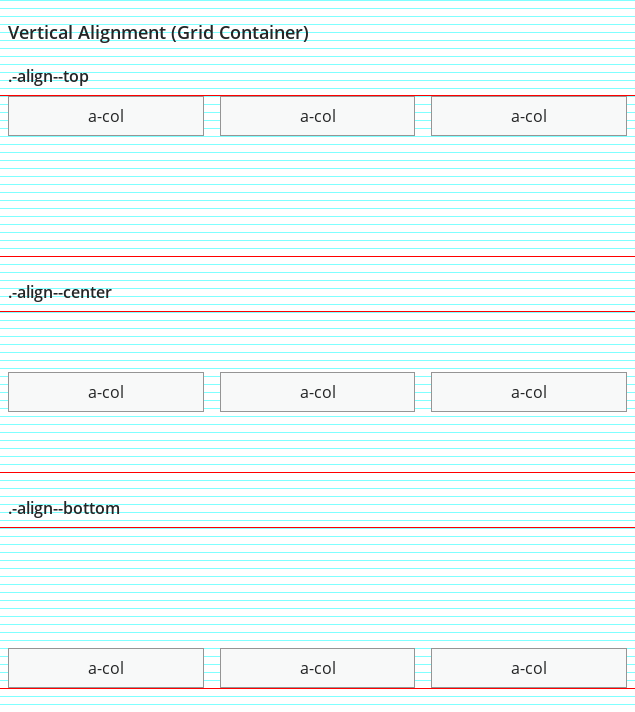 Vertical Alignment (Grid Container)
.-align--top
a-col a-col a-col
.-align--center
a-col a-col a-col
.-align--bottom
a-col a-col a-col